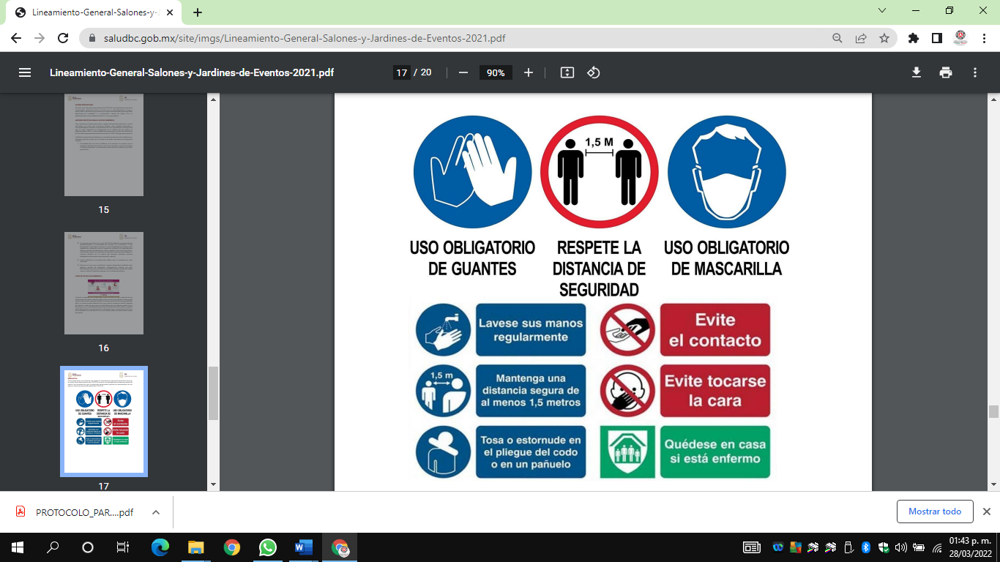 Lineamiento-General-Salones-y-
saludbc.gob.mx/site/imgs/Lineamiento-General-Salones-y-Jardines-de-Eventos-2021.pdf
Lineamiento-General-Salones-y-Jardines-de-Eventos-2021.pdf
17 / 20
90%
15
16
17
1,5 M
USO OBLIGATORIO
DE GUANTES
RESPETE LA
DISTANCIA DE
SEGURIDAD
USO OBLIGATORIO
DE MASCARILLA
Lavese sus manos
regularmente
Evite
el contacto
1,5 m
Mantenga una
distancia segura de
al menos 1,5 metros
Evite tocarse
la cara
Tosa o estornude en
el pliegue del codo
o en un pañuelo
Quédese en casa
si está enfermo
PROTOCOLO_PAR....pdf
Mostrar todo
01:43 p. m.
28/03/2022